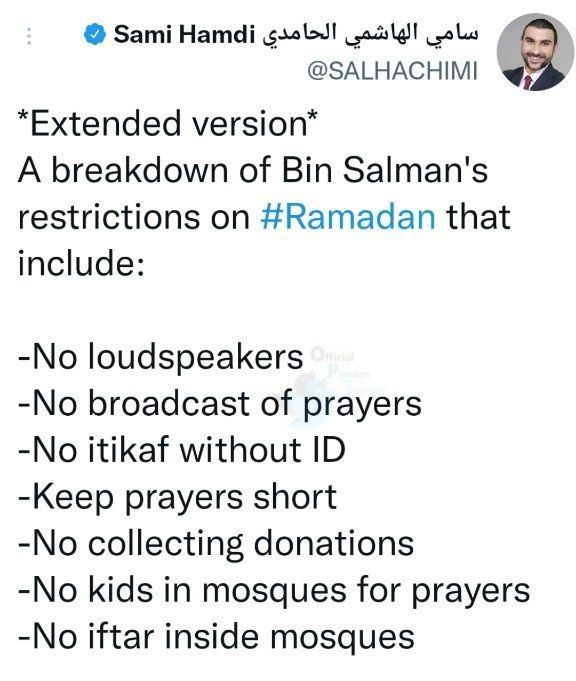 Sami Hamdi سامي الهاشمي الحامدي
@SALHACHIMI
*Extended version*
A breakdown of Bin Salman's
restrictions on #Ramadan that
include:
-No loudspeakers
Official
Persian
Twitter
-No broadcast of prayers
-No itikaf without ID
-Keep prayers short
-No collecting donations
-No kids in mosques for prayers
-No iftar inside mosques